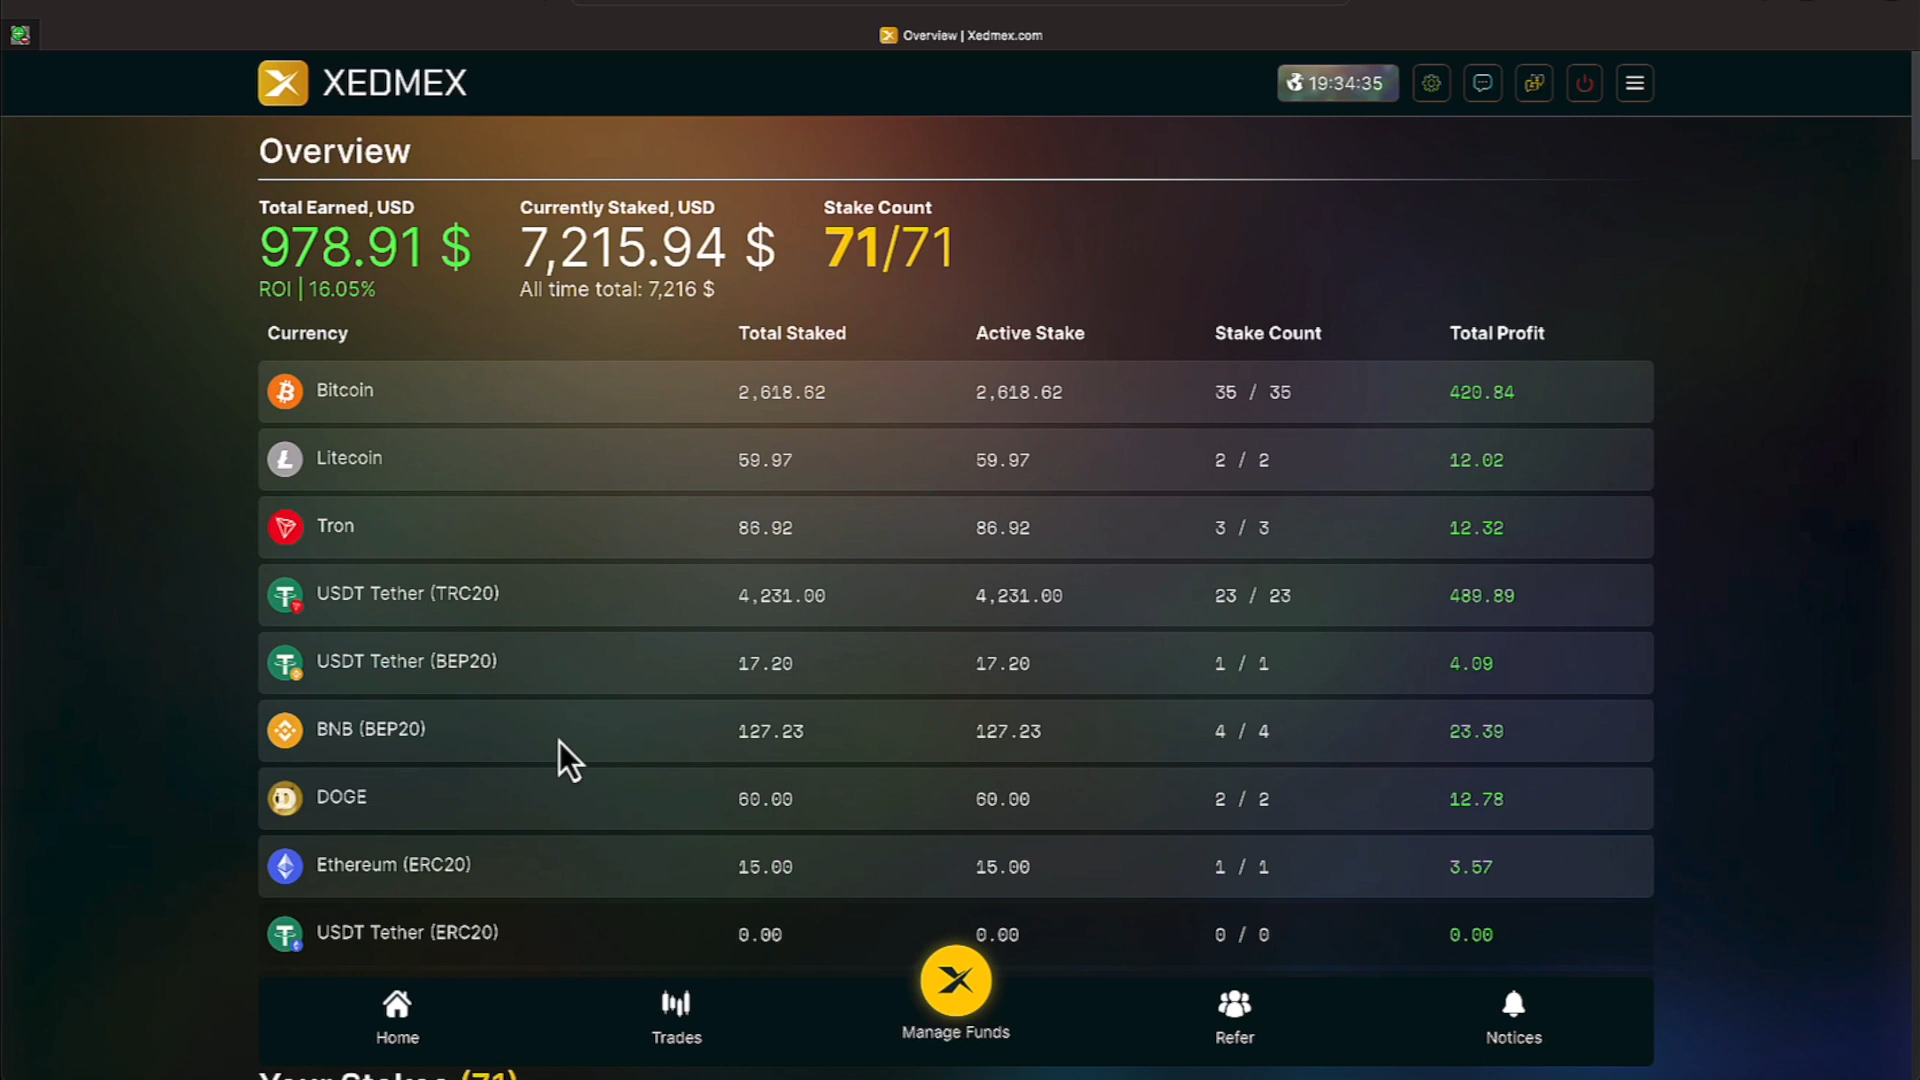 Overview | Xedmex.com
XEDMEX
19:34:35
Overview
Total Earned, USD Currently Staked, USD Stake Count
978.91 $ 7,215.94 $ 71/71
ROI | 16.05% All time total: 7,216 $
Currency Total Staked Active Stake Stake Count Total Profit
Bitcoin 2,618.62 2,618.62 35 / 35 420.84
Litecoin 59.97 59.97 2 / 2 12.02
Tron 86.92 86.92 3 / 3 12.32
USDT Tether (TRC20) 4,231.00 4,231.00 23 / 23 489.89
USDT Tether (BEP20) 17.20 17.20 1 / 1 4.09
BNB (BEP20) 127.23 127.23 4 / 4 23.39
DOGE 60.00 60.00 2 / 2 12.78
Ethereum (ERC20) 15.00 15.00 1 / 1 3.57
USDT Tether (ERC20) 0.00 0.00 0 / 0 0.00
Home Trades Manage Funds Refer Notices
Your Stakes (71)